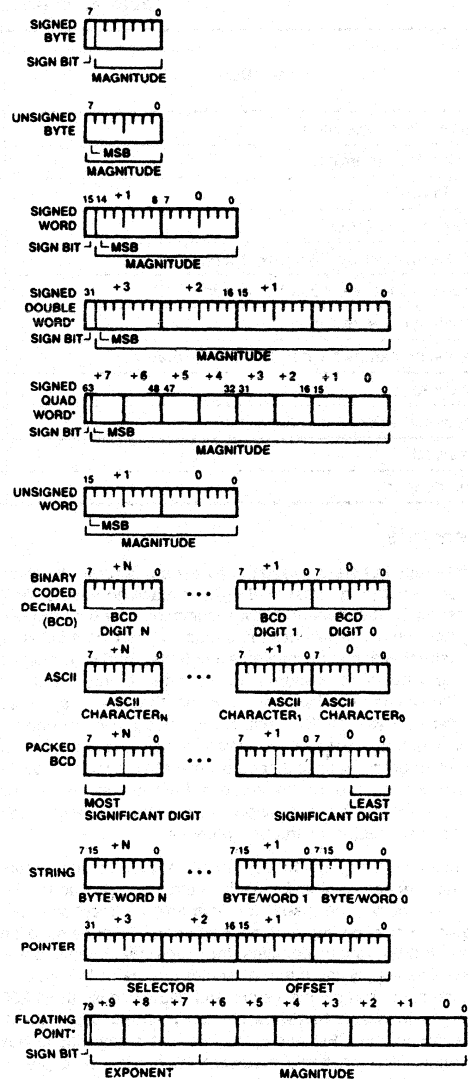 7 0
SIGNED
BYTE
SIGN BIT
MAGNITUDE
7 0
UNSIGNED
BYTE
MSB
MAGNITUDE
15 14 +1 8 7 0 0
SIGNED
WORD
SIGN BIT MSB
MAGNITUDE
31 +3 +2 16 15 +1 0 0
SIGNED
DOUBLE
WORD*
SIGN BIT MSB
MAGNITUDE
+7 +6 +5 +4 +3 +2 +1 0
63 48 47 32 31 16 15 0
SIGNED
QUAD
WORD*
SIGN BIT MSB
MAGNITUDE
15 +1 0 0
UNSIGNED
WORD
MSB
MAGNITUDE
7 +N 0 7 +1 0 7 0 0
BINARY
CODED
DECIMAL
(BCD)
•••
BCD
DIGIT N
BCD
DIGIT 1
BCD
DIGIT 0
7 +N 0 7 +1 0 7 0 0
ASCII
•••
ASCII
CHARACTERN
ASCII
CHARACTER1
ASCII
CHARACTER0
7 +N 0 7 +1 0 7 0 0
PACKED
BCD
•••
MOST
SIGNIFICANT DIGIT
LEAST
SIGNIFICANT DIGIT
7 15 +N 0 7 15 +1 0 7 15 0 0
STRING
•••
BYTE/WORD N BYTE/WORD 1 BYTE/WORD 0
31 +3 +2 16 15 +1 0 0
POINTER
SELECTOR OFFSET
79 +9 +8 +7 +6 +5 +4 +3 +2 +1 0 0
FLOATING
POINT*
SIGN BIT
EXPONENT MAGNITUDE